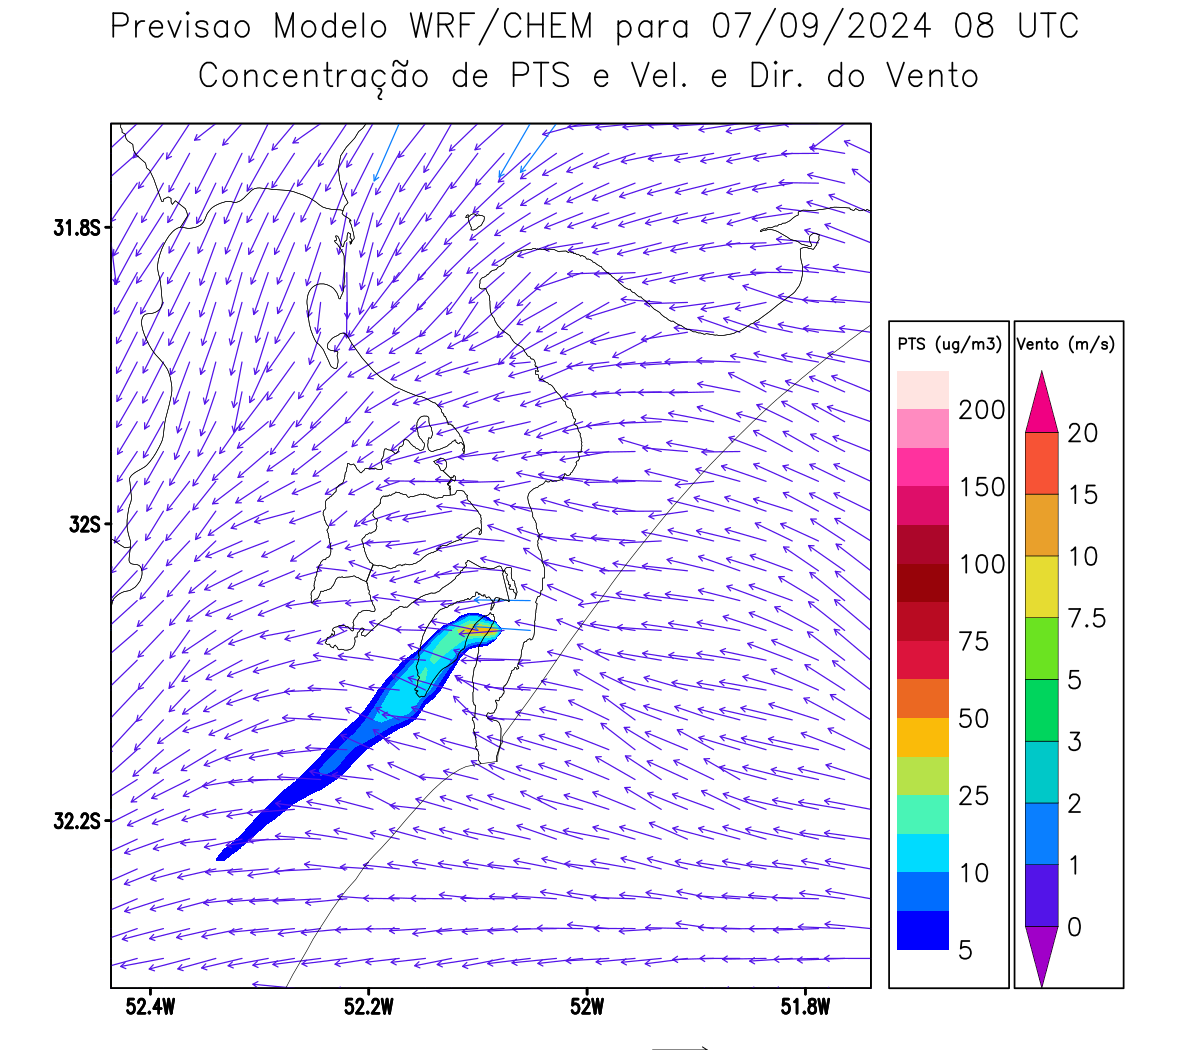 Previsao Modelo WRF/CHEM para 07/09/2024 08 UTC
Concentração de PTS e Vel. e Dir. do Vento
31.8S
32S
32.2S
52.4W
52.2W
52W
51.8W
PTS (ug/m3)
200
150
100
75
50
25
10
5
Vento (m/s)
20
15
10
7.5
5
3
2
1
0